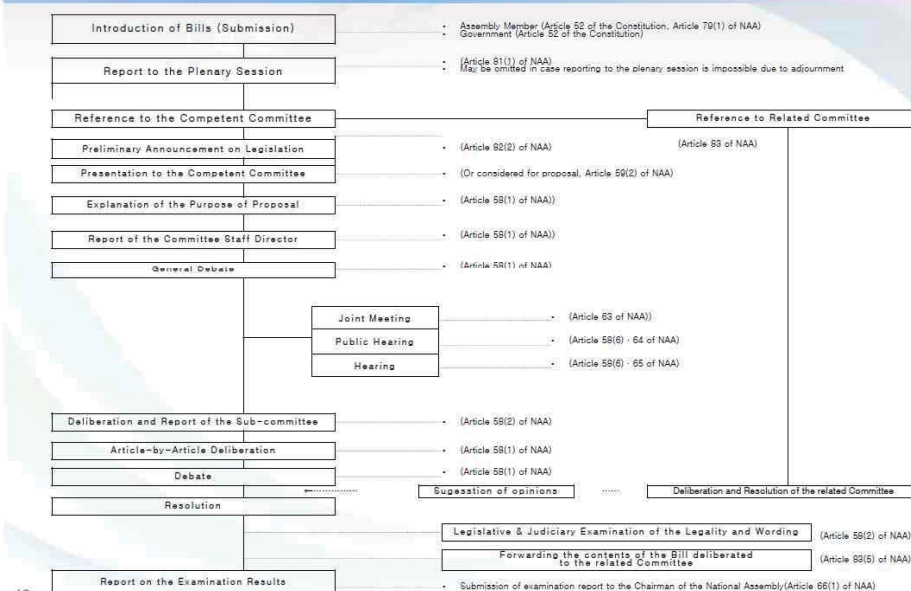 Introduction of Bills (Submission)
• Assembly Member (Article 52 of the Constitution, Article 79(1) of NAA)
• Government (Article 52 of the Constitution)
Report to the Plenary Session
• (Article 81(1) of NAA)
• May be omitted in case reporting to the plenary session is impossible due to adjournment
Reference to the Competent Committee
Reference to Related Committee
Preliminary Announcement on Legislation
• (Article 82(2) of NAA)
(Article 83 of NAA)
Presentation to the Competent Committee
• (Or considered for proposal, Article 59(2) of NAA)
Explanation of the Purpose of Proposal
• (Article 58(1) of NAA))
Report of the Committee Staff Director
• (Article 58(1) of NAA))
General Debate
• (Article 58(1) of NAA)
Joint Meeting
• (Article 63 of NAA))
Public Hearing
• (Article 58(6) · 64 of NAA)
Hearing
• (Article 58(6) · 65 of NAA)
Deliberation and Report of the Sub-committee
• (Article 58(2) of NAA)
Article-by-Article Deliberation
• (Article 58(1) of NAA)
Debate
• (Article 58(1) of NAA)
Sugesstion of opinions
Deliberation and Resolution of the related Committee
Resolution
Legislative & Judiciary Examination of the Legality and Wording
(Article 58(2) of NAA)
Forwarding the contents of the Bill deliberated
to the related Committee
(Article 83(5) of NAA)
Report on the Examination Results
• Submission of examination report to the Chairman of the National Assembly(Article 66(1) of NAA)